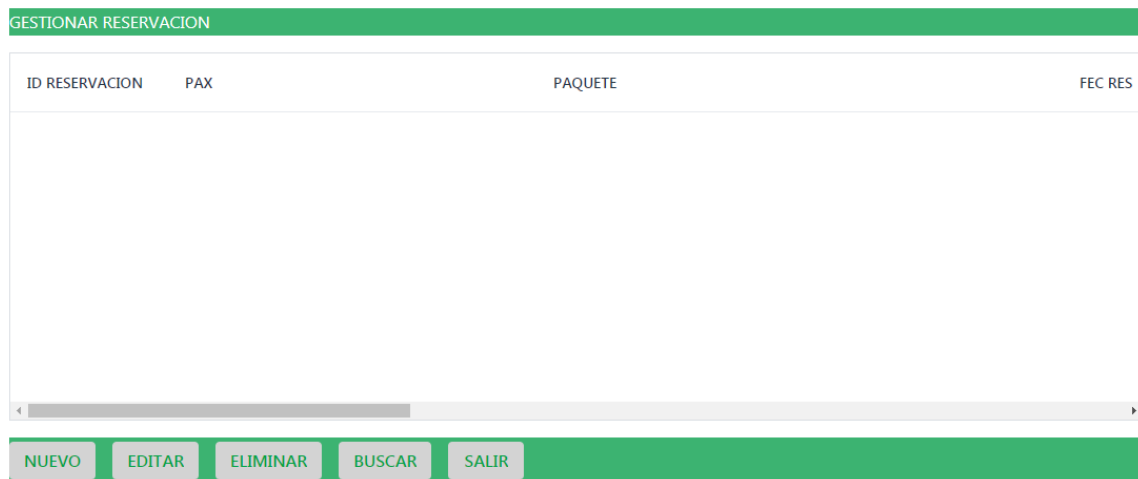 GESTIONAR RESERVACION
ID RESERVACION PAX PAQUETE FEC RES
NUEVO EDITAR ELIMINAR BUSCAR SALIR